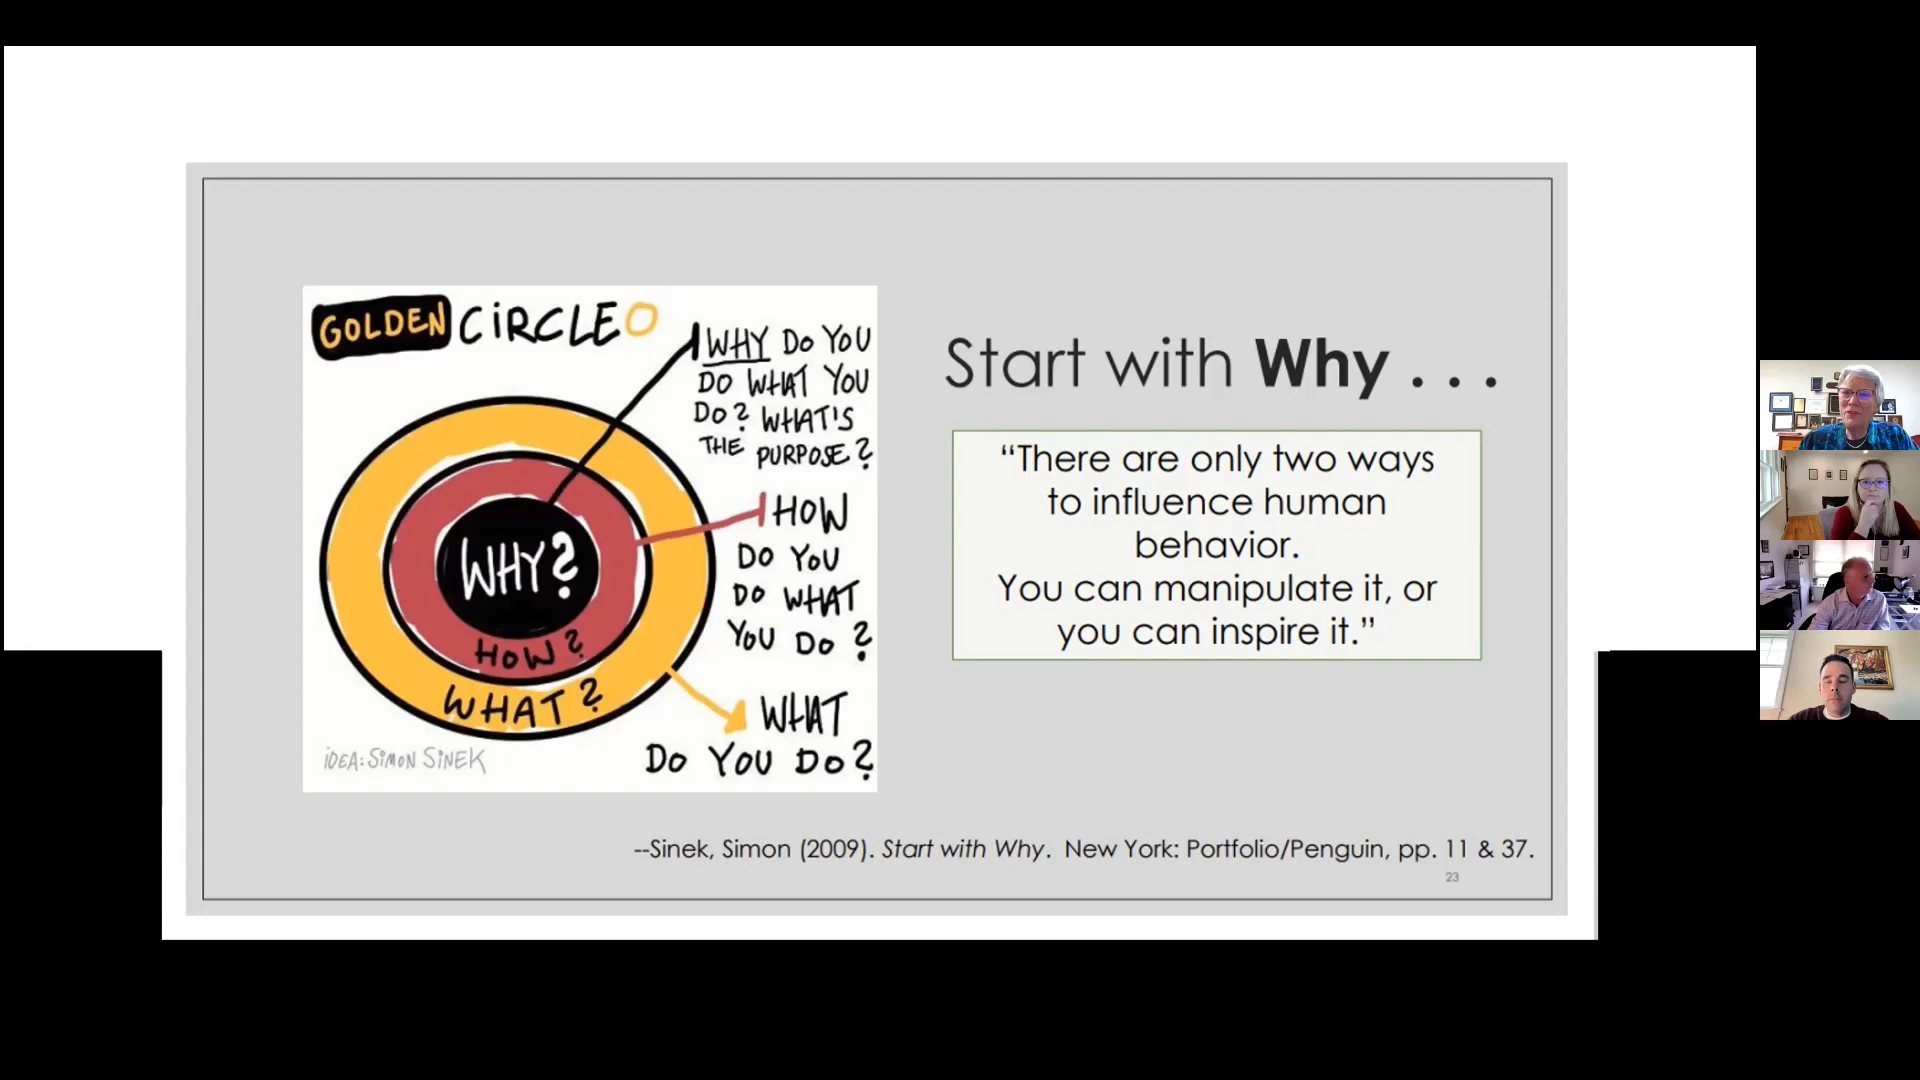 GOLDEN CIRCLE
WHY DO YOU
DO WHAT YOU
DO? WHAT'S
THE PURPOSE?
HOW
DO YOU
DO WHAT
YOU DO?
WHAT
DO YOU DO?
WHY?
HOW?
WHAT?
iDEA: SiMON SiNEK
Start with Why . . .
“There are only two ways
to influence human
behavior.
You can manipulate it, or
you can inspire it.”
--Sinek, Simon (2009). Start with Why. New York: Portfolio/Penguin, pp. 11 & 37.
23